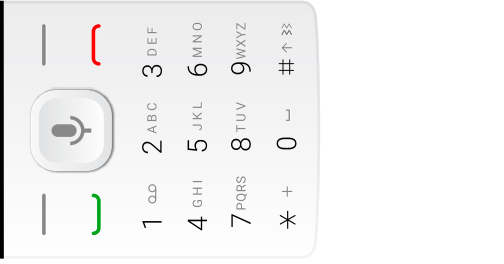 1
2 ABC
3 DEF
4 GHI
5 JKL
6 MNO
7 PQRS
8 TUV
9 WXYZ
* +
0 ⎵
# ↑